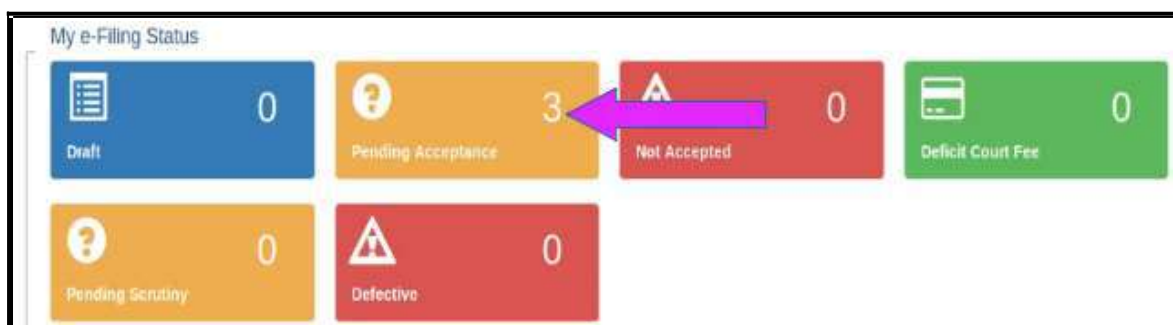 My e-Filing Status
0
Draft
3
Pending Acceptance
0
Not Accepted
0
Deficit Court Fee
0
Pending Scrutiny
0
Defective